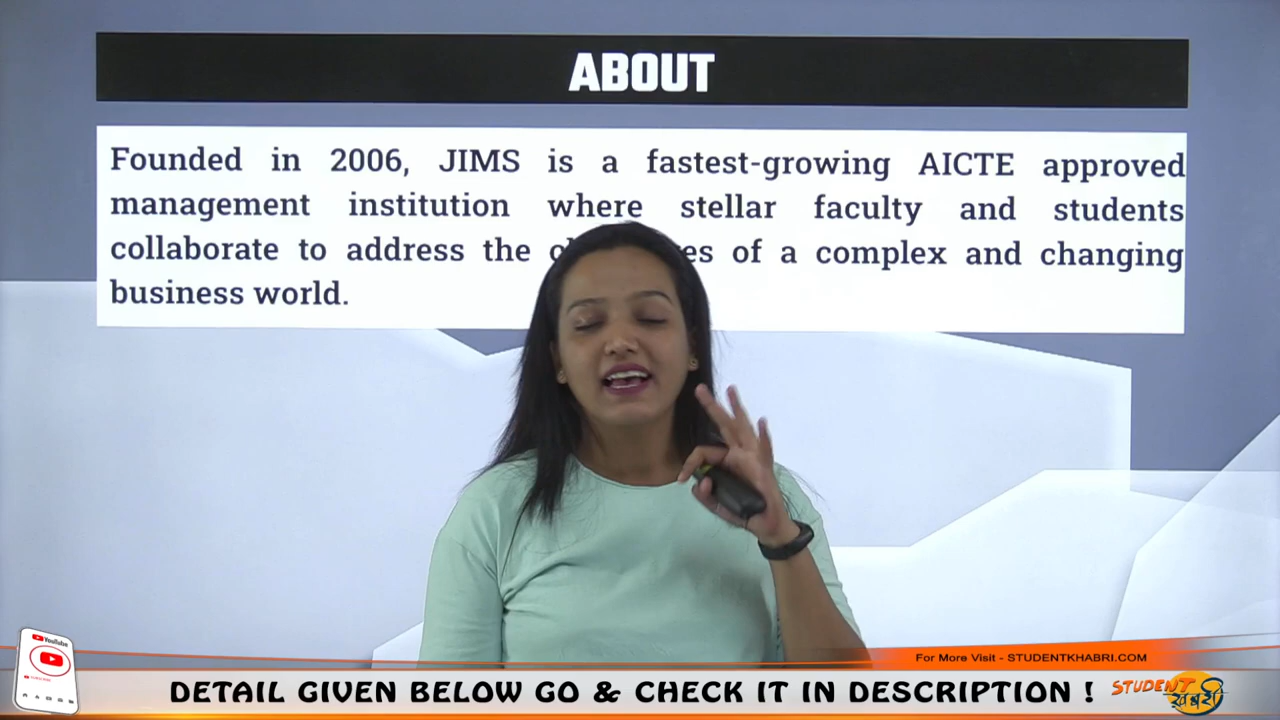 ABOUT
Founded in 2006, JIMS is a fastest-growing AICTE approved
management institution where stellar faculty and students
collaborate to address the of a complex and changing
business world.
YouTube
For More Visit - STUDENTKHABRI.COM
DETAIL GIVEN BELOW GO & CHECK IT IN DESCRIPTION !
STUDENT
खबरी